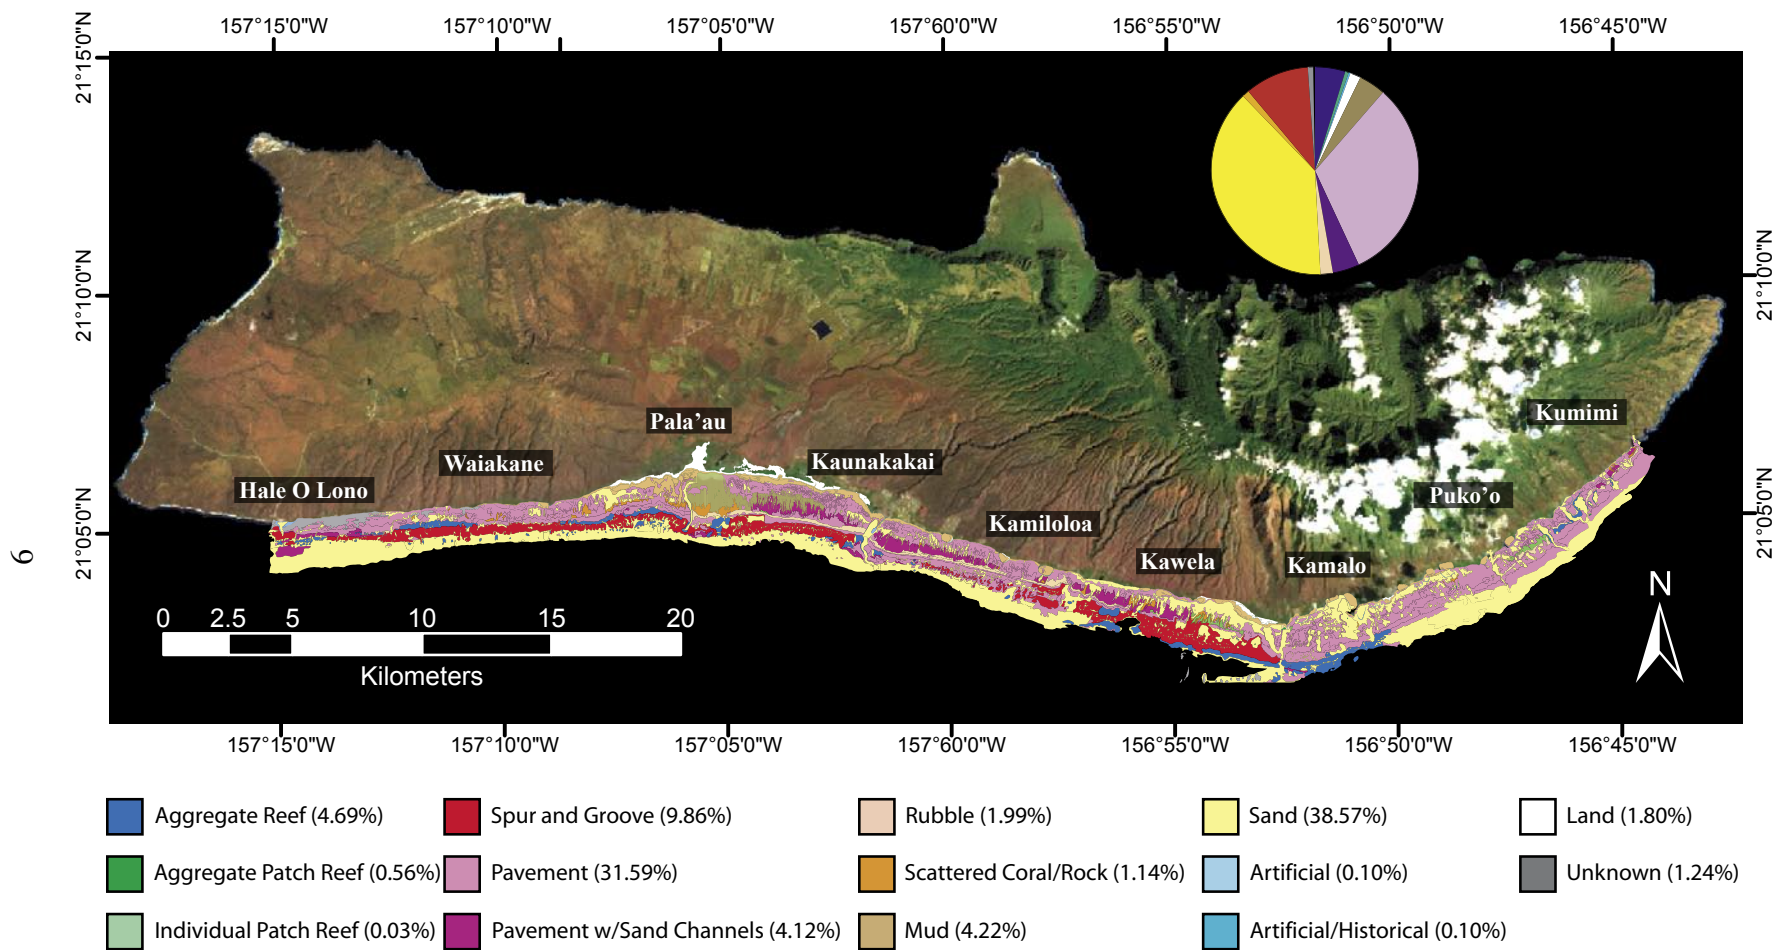 157°15'0"W 157°10'0"W 157°05'0"W 157°60'0"W 156°55'0"W 156°50'0"W 156°45'0"W
21°15'0"N
21°10'0"N
21°10'0"N
Kumimi
Pala'au
Waiakane
Kaunakakai
Hale O Lono
Puko'o
Kamiloloa
21°05'0"N
21°05'0"N
Kawela
Kamalo
6
N
0 2.5 5 10 15 20
Kilometers
157°15'0"W 157°10'0"W 157°05'0"W 157°60'0"W 156°55'0"W 156°50'0"W 156°45'0"W
Aggregate Reef (4.69%) Spur and Groove (9.86%) Rubble (1.99%) Sand (38.57%) Land (1.80%)
Aggregate Patch Reef (0.56%) Pavement (31.59%) Scattered Coral/Rock (1.14%) Artificial (0.10%) Unknown (1.24%)
Individual Patch Reef (0.03%) Pavement w/Sand Channels (4.12%) Mud (4.22%) Artificial/Historical (0.10%)